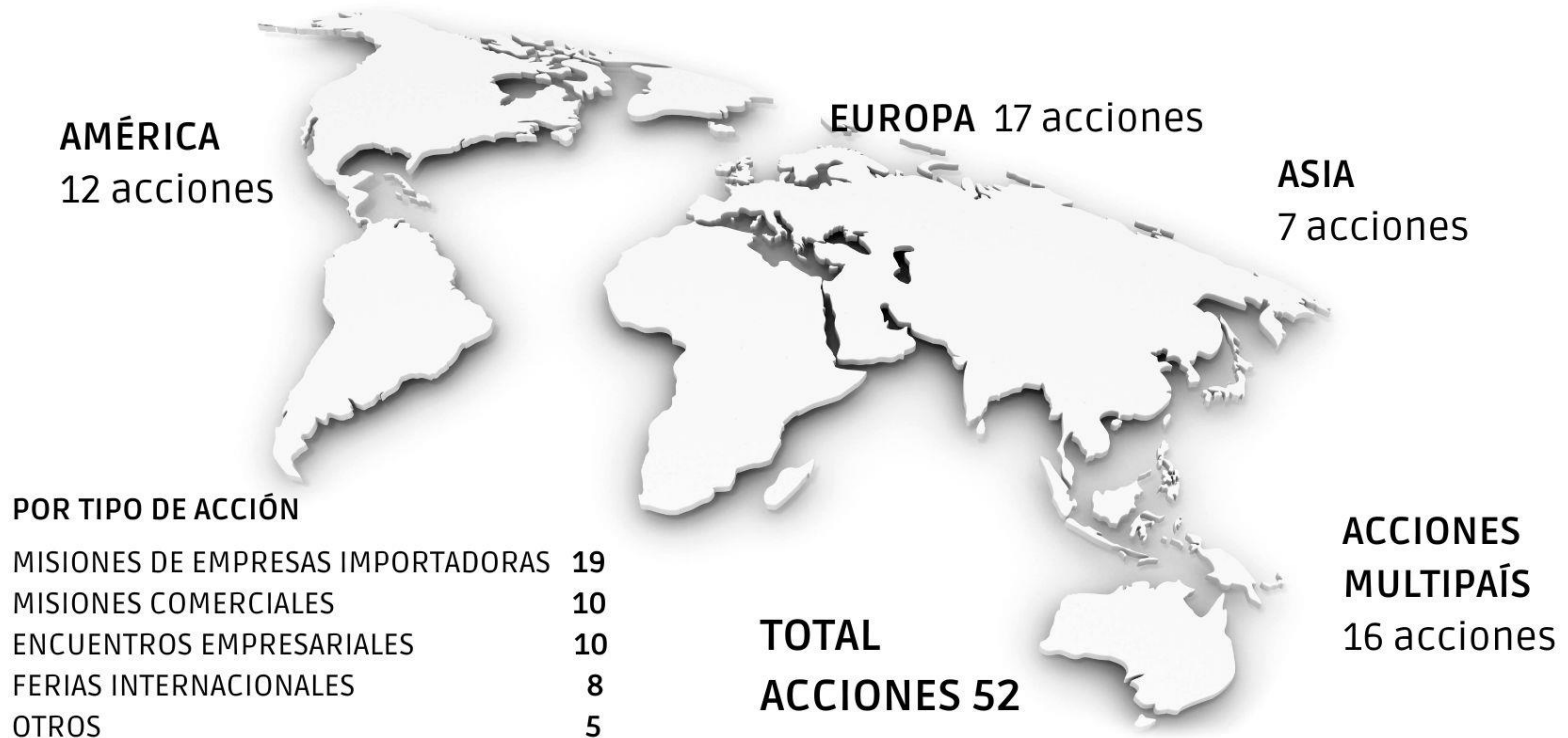 AMÉRICA
12 acciones
EUROPA 17 acciones
ASIA
7 acciones
POR TIPO DE ACCIÓN
MISIONES DE EMPRESAS IMPORTADORAS 19
MISIONES COMERCIALES 10
ENCUENTROS EMPRESARIALES 10
FERIAS INTERNACIONALES 8
OTROS 5
TOTAL
ACCIONES 52
ACCIONES
MULTIPAÍS
16 acciones